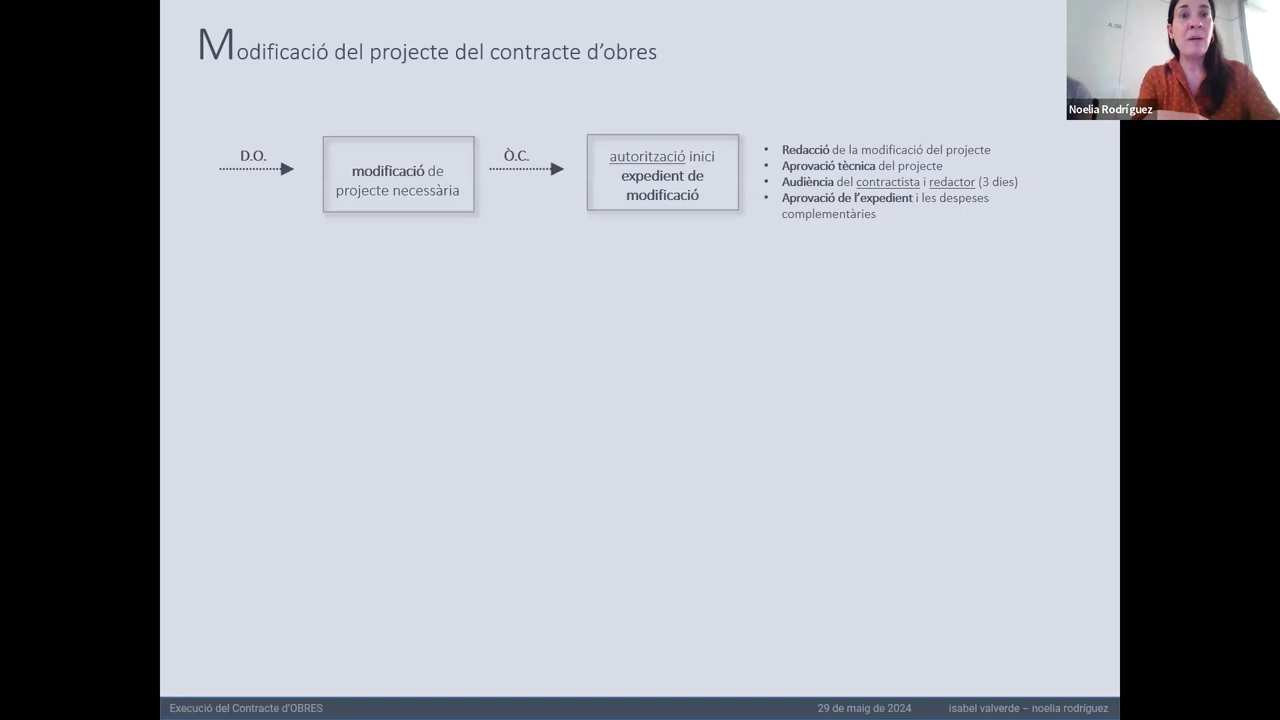 Modificació del projecte del contracte d'obres
Noelia Rodríguez
D.O.
modificació de
projecte necessària
Ò.C.
autorització inici
expedient de
modificació
• Redacció de la modificació del projecte
• Aprovació tècnica del projecte
• Audiència del contractista i redactor (3 dies)
• Aprovació de l'expedient i les despeses
complementàries
Execució del Contracte d'OBRES
29 de maig de 2024
isabel valverde – noelia rodríguez